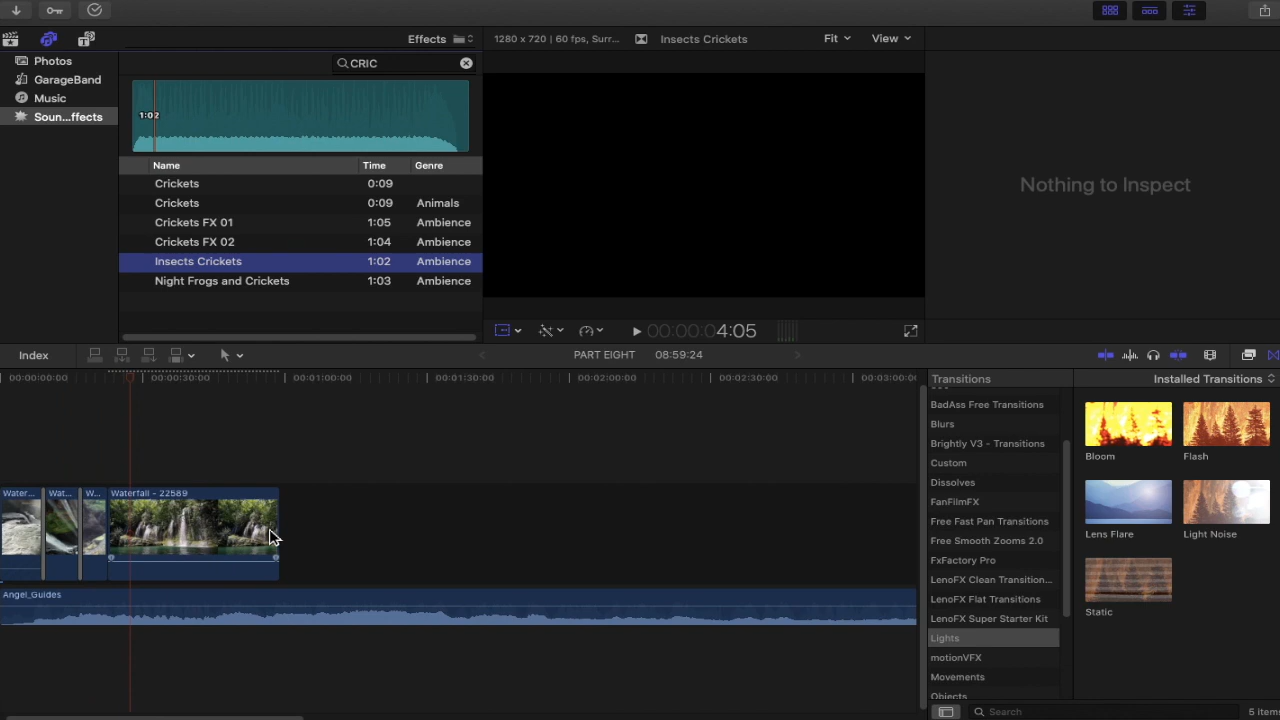 Effects
1280 x 720 | 60 fps, Surr...
Insects Crickets
Fit
View
Photos
GarageBand
Music
Soun...ffects
CRIC
1:02
Name Time Genre
Crickets 0:09
Crickets 0:09 Animals
Crickets FX 01 1:05 Ambience
Crickets FX 02 1:04 Ambience
Insects Crickets 1:02 Ambience
Night Frogs and Crickets 1:03 Ambience
Nothing to Inspect
00:00:04:05
Index
PART EIGHT 08:59:24
00:00:00:00 00:00:30:00 00:01:00:00 00:01:30:00 00:02:00:00 00:02:30:00 00:03:00:0
Water... Wat... W... Waterfall - 22589
Angel_Guides
Transitions
Installed Transitions
BadAss Free Transitions
Blurs
Brightly V3 - Transitions
Custom
Dissolves
FanFilmFX
Free Fast Pan Transitions
Free Smooth Zooms 2.0
FxFactory Pro
LenoFX Clean Transition...
LenoFX Flat Transitions
LenoFX Super Starter Kit
Lights
motionVFX
Movements
Objects
Bloom
Flash
Lens Flare
Light Noise
Static
Search
5 items